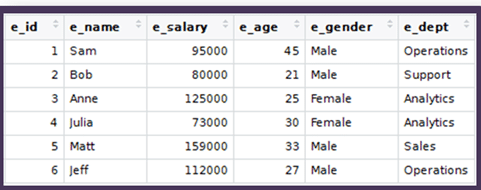 e_id e_name e_salary e_age e_gender e_dept
1 Sam 95000 45 Male Operations
2 Bob 80000 21 Male Support
3 Anne 125000 25 Female Analytics
4 Julia 73000 30 Female Analytics
5 Matt 159000 33 Male Sales
6 Jeff 112000 27 Male Operations